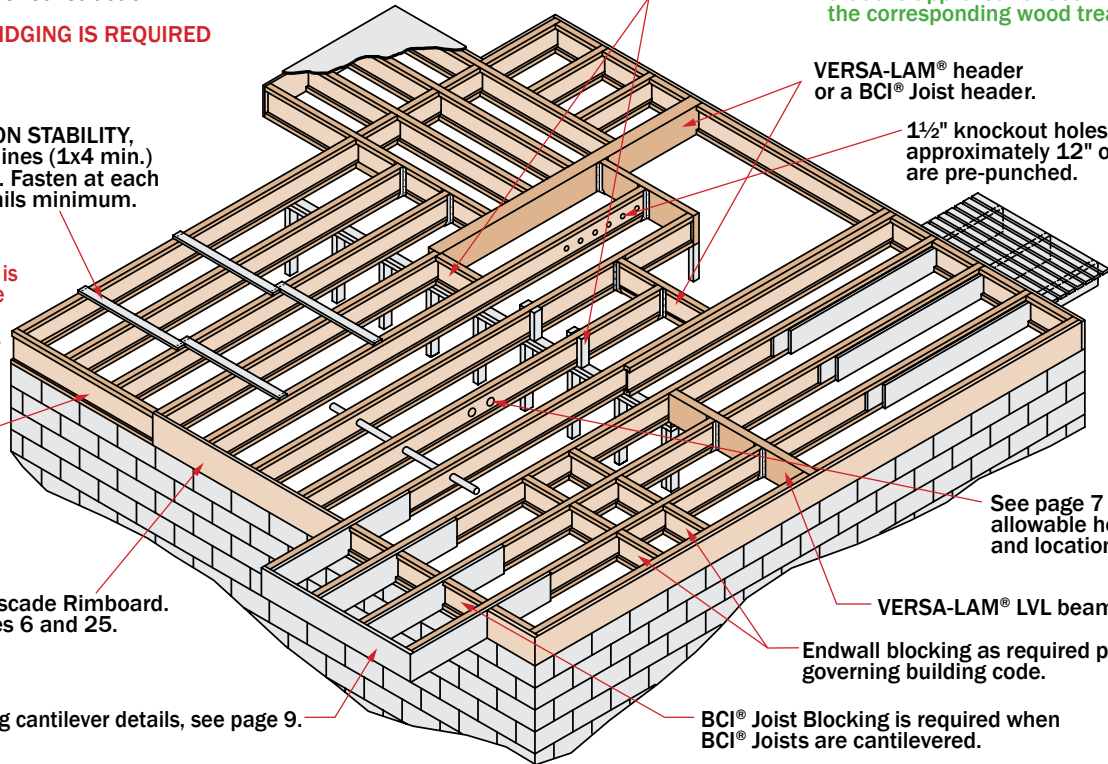 IDGING IS REQUIRED
the corresponding wood trea
VERSA-LAM® header
or a BCI® Joist header.
1½" knockout holes
approximately 12" o
are pre-punched.
ON STABILITY,
ines (1x4 min.)
. Fasten at each
ails minimum.
is
e
See page 7
allowable ho
and location
scade Rimboard.
es 6 and 25.
VERSA-LAM® LVL beam
Endwall blocking as required p
governing building code.
g cantilever details, see page 9.
BCI® Joist Blocking is required when
BCI® Joists are cantilevered.